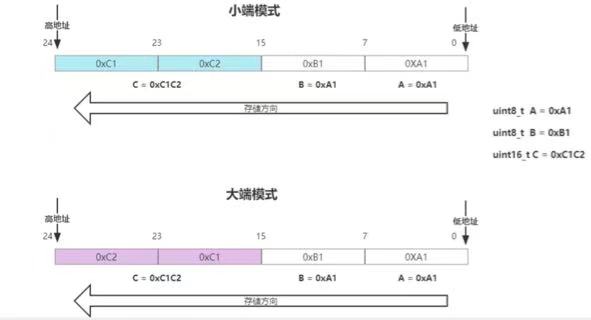 小端模式
高地址
低地址
24 23 15 7 0
0xC1 0xC2 0xB1 0XA1
C = 0xC1C2 B = 0xA1 A = 0xA1
存储方向
uint8_t A = 0xA1
uint8_t B = 0xB1
uint16_t C = 0xC1C2
大端模式
高地址
低地址
24 23 15 7 0
0xC2 0xC1 0xB1 0XA1
C = 0xC1C2 B = 0xA1 A = 0xA1
存储方向